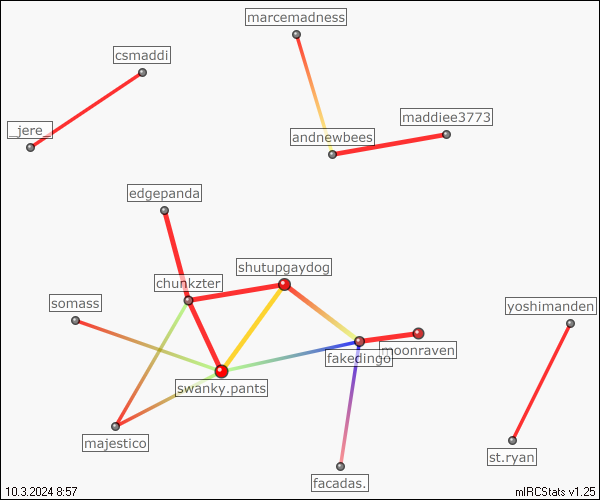 marcemadness
csmaddi
maddiee3773
_jere_
andnewbees
edgepanda
shutupgaydog
chunkzter
somass
yoshimanden
moonraven
fakedingo
swanky.pants
majestico
st.ryan
facadas.
10.3.2024 8:57
mIRCStats v1.25